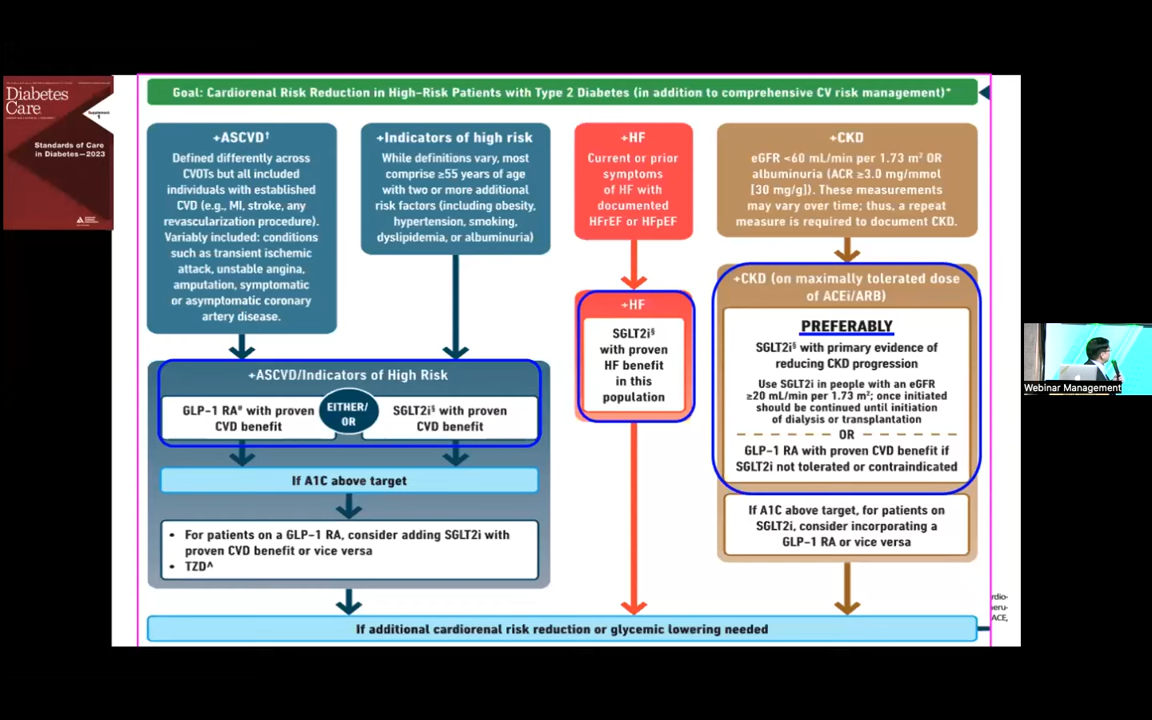 Diabetes
Care
Supplement
1
Standards of Care
in Diabetes—2023
Goal: Cardiorenal Risk Reduction in High-Risk Patients with Type 2 Diabetes (in addition to comprehensive CV risk management)*
+ASCVD†
Defined differently across
CVOTs but all included
individuals with established
CVD (e.g., MI, stroke, any
revascularization procedure).
Variably included: conditions
such as transient ischemic
attack, unstable angina,
amputation, symptomatic
or asymptomatic coronary
artery disease.
+Indicators of high risk
While definitions vary, most
comprise ≥55 years of age
with two or more additional
risk factors (including obesity,
hypertension, smoking,
dyslipidemia, or albuminuria)
+HF
Current or prior
symptoms
of HF with
documented
HFrEF or HFpEF
+CKD
eGFR <60 mL/min per 1.73 m² OR
albuminuria (ACR ≥3.0 mg/mmol
[30 mg/g]). These measurements
may vary over time; thus, a repeat
measure is required to document CKD.
+ASCVD/Indicators of High Risk
GLP-1 RA# with proven
CVD benefit
EITHER/
OR
SGLT2i§ with proven
CVD benefit
If A1C above target
• For patients on a GLP-1 RA, consider adding SGLT2i with
proven CVD benefit or vice versa
• TZD^
+HF
SGLT2i§
with proven
HF benefit
in this
population
+CKD (on maximally tolerated dose
of ACEi/ARB)
PREFERABLY
SGLT2i§ with primary evidence of
reducing CKD progression
Use SGLT2i in people with an eGFR
≥20 mL/min per 1.73 m²; once initiated
should be continued until initiation
of dialysis or transplantation
OR
GLP-1 RA with proven CVD benefit if
SGLT2i not tolerated or contraindicated
If A1C above target, for patients on
SGLT2i, consider incorporating a
GLP-1 RA or vice versa
If additional cardiorenal risk reduction or glycemic lowering needed
rdio-
eru-
ACE,
Webinar Management